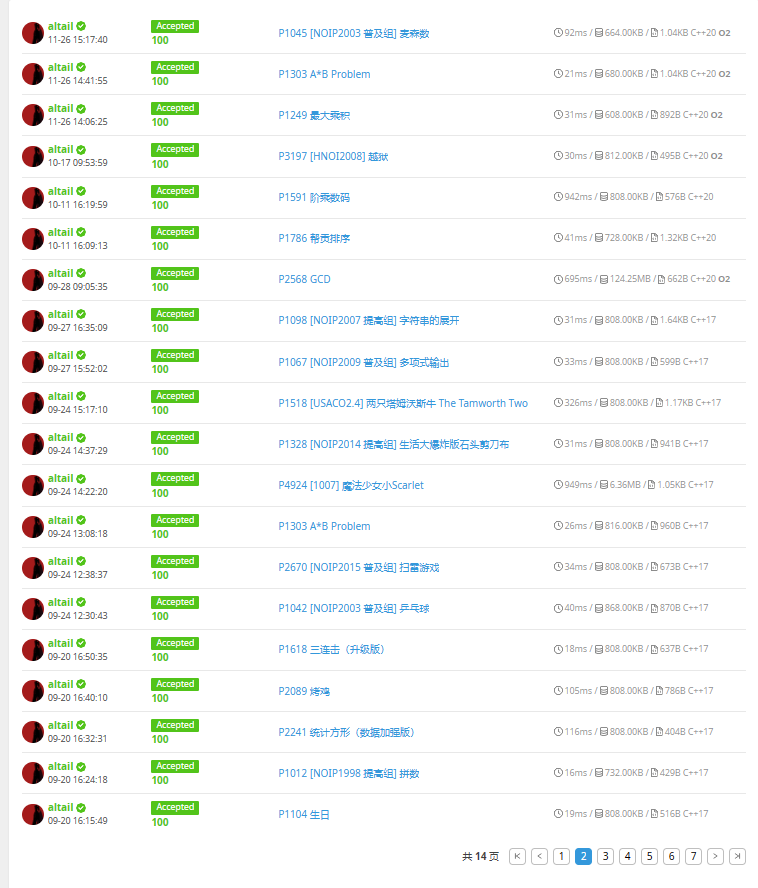 altail Accepted
11-26 15:17:40 100 P1045 [NOIP2003 普及组] 麦森数 92ms / 664.00KB / 1.04KB C++20 O2
altail Accepted
11-26 14:41:55 100 P1303 A*B Problem 21ms / 680.00KB / 1.04KB C++20 O2
altail Accepted
11-26 14:06:25 100 P1249 最大乘积 31ms / 608.00KB / 892B C++20 O2
altail Accepted
10-17 09:53:59 100 P3197 [HNOI2008] 越狱 30ms / 812.00KB / 495B C++20 O2
altail Accepted
10-11 16:19:59 100 P1591 阶乘数码 942ms / 808.00KB / 576B C++20
altail Accepted
10-11 16:09:13 100 P1786 帮贡排序 41ms / 728.00KB / 1.32KB C++20
altail Accepted
09-28 09:05:35 100 P2568 GCD 695ms / 124.25MB / 662B C++20 O2
altail Accepted
09-27 16:35:09 100 P1098 [NOIP2007 提高组] 字符串的展开 31ms / 808.00KB / 1.64KB C++17
altail Accepted
09-27 15:52:02 100 P1067 [NOIP2009 普及组] 多项式输出 33ms / 808.00KB / 599B C++17
altail Accepted
09-24 15:17:10 100 P1518 [USACO2.4] 两只塔姆沃斯牛 The Tamworth Two 326ms / 808.00KB / 1.17KB C++17
altail Accepted
09-24 14:37:29 100 P1328 [NOIP2014 提高组] 生活大爆炸版石头剪刀布 31ms / 808.00KB / 941B C++17
altail Accepted
09-24 14:22:20 100 P4924 [1007] 魔法少女小Scarlet 949ms / 6.36MB / 1.05KB C++17
altail Accepted
09-24 13:08:18 100 P1303 A*B Problem 26ms / 816.00KB / 960B C++17
altail Accepted
09-24 12:38:37 100 P2670 [NOIP2015 普及组] 扫雷游戏 34ms / 808.00KB / 673B C++17
altail Accepted
09-24 12:30:43 100 P1042 [NOIP2003 普及组] 乒乓球 40ms / 868.00KB / 870B C++17
altail Accepted
09-20 16:50:35 100 P1618 三连击（升级版） 18ms / 808.00KB / 637B C++17
altail Accepted
09-20 16:40:10 100 P2089 烤鸡 105ms / 808.00KB / 786B C++17
altail Accepted
09-20 16:32:31 100 P2241 统计方形（数据加强版） 116ms / 808.00KB / 404B C++17
altail Accepted
09-20 16:24:18 100 P1012 [NOIP1998 提高组] 拼数 16ms / 732.00KB / 429B C++17
altail Accepted
09-20 16:15:49 100 P1104 生日 19ms / 808.00KB / 516B C++17
共 14 页 1 2 3 4 5 6 7